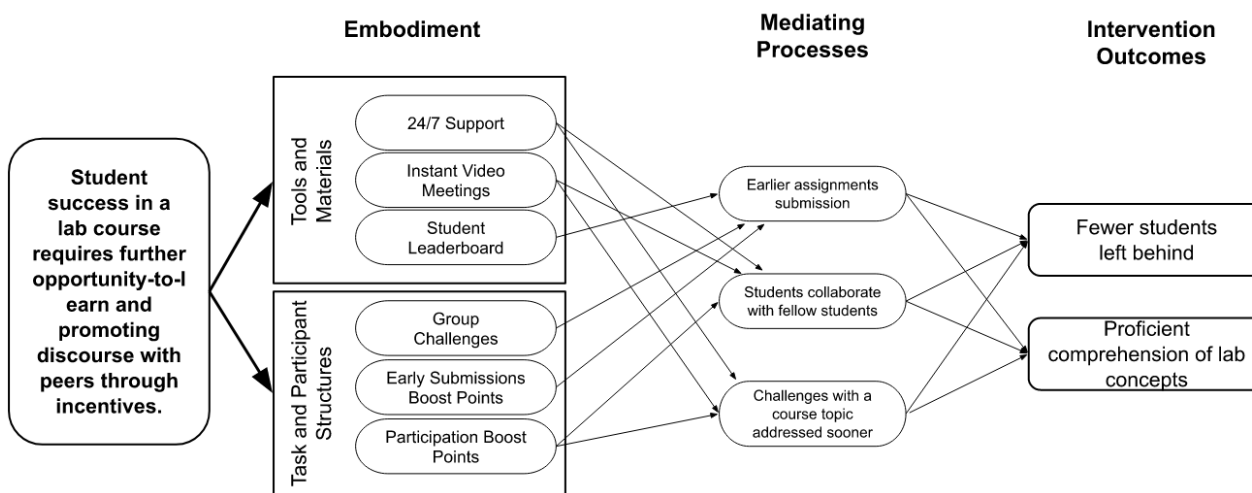 Embodiment
Mediating
Processes
Intervention
Outcomes
Student
success in a
lab course
requires further
opportunity-to-l
earn and
promoting
discourse with
peers through
incentives.
Tools and
Materials
24/7 Support
Instant Video
Meetings
Student
Leaderboard
Task and Participant
Structures
Group
Challenges
Early Submissions
Boost Points
Participation Boost
Points
Earlier assignments
submission
Students collaborate
with fellow students
Challenges with a
course topic
addressed sooner
Fewer students
left behind
Proficient
comprehension of lab
concepts